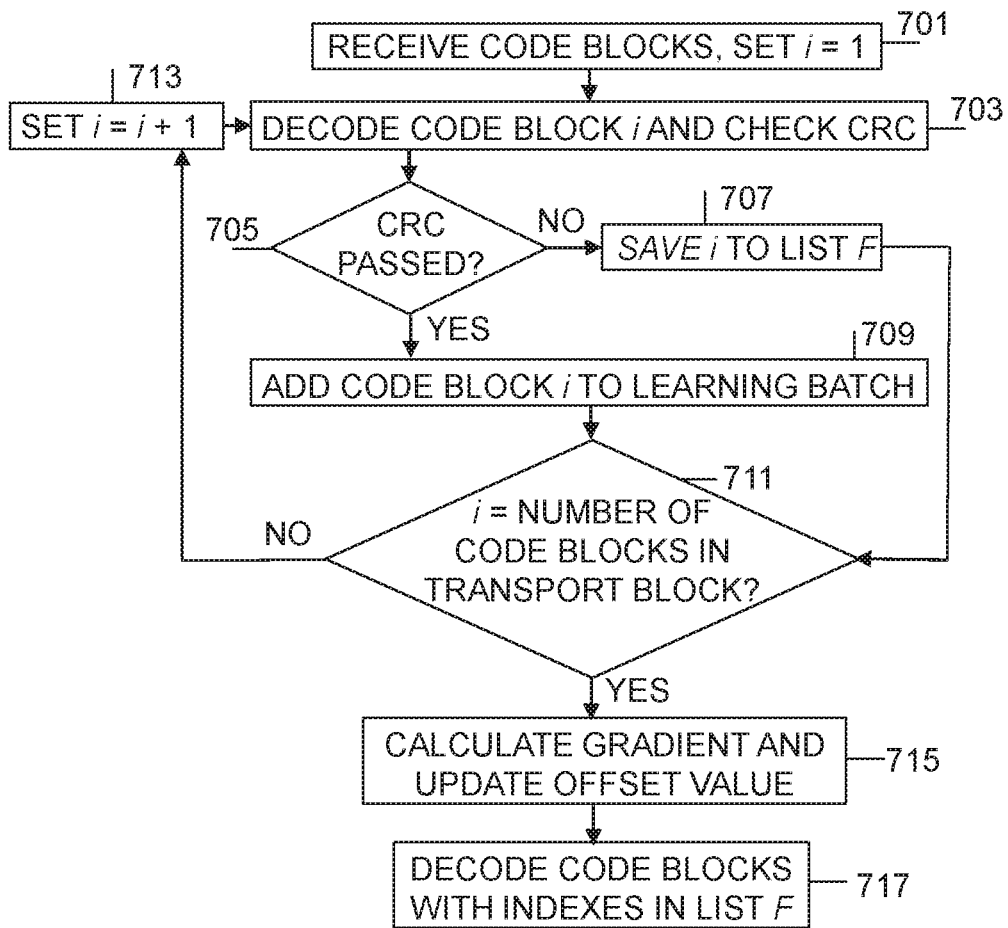 701
RECEIVE CODE BLOCKS, SET i = 1
713
SET i = i + 1
DECODE CODE BLOCK i AND CHECK CRC
703
705
CRC
PASSED?
NO
707
SAVE i TO LIST F
YES
709
ADD CODE BLOCK i TO LEARNING BATCH
711
i = NUMBER OF
CODE BLOCKS IN
TRANSPORT BLOCK?
NO
YES
CALCULATE GRADIENT AND
UPDATE OFFSET VALUE
715
DECODE CODE BLOCKS
WITH INDEXES IN LIST F
717